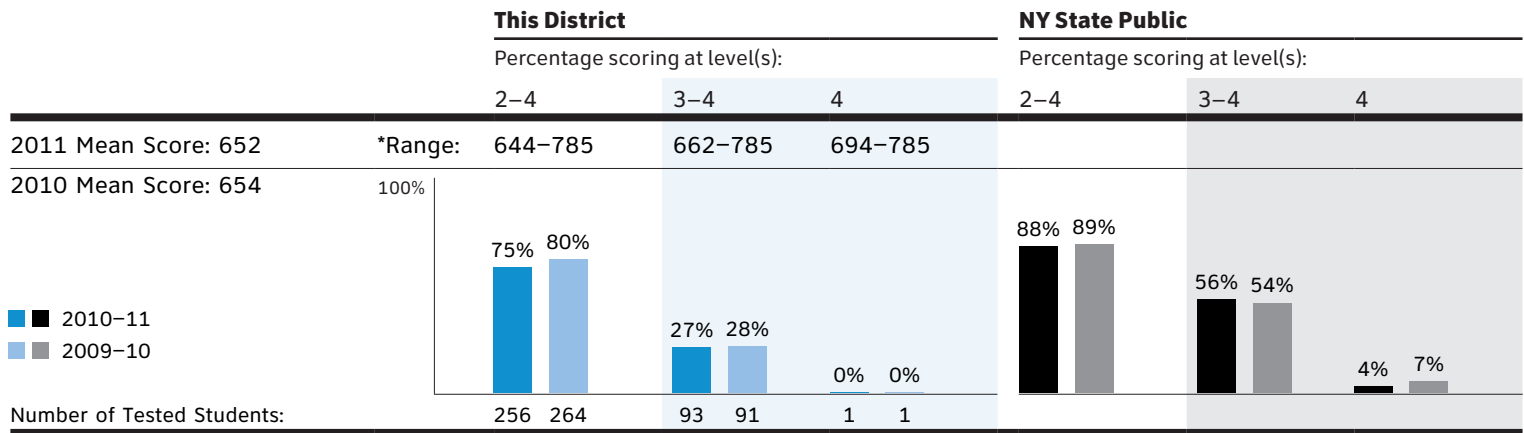 This District NY State Public
Percentage scoring at level(s): Percentage scoring at level(s):
2–4 3–4 4 2–4 3–4 4
2011 Mean Score: 652 *Range: 644–785 662–785 694–785
2010 Mean Score: 654 100%
75% 80% 27% 28% 0% 0% 88% 89% 56% 54% 4% 7%
2010–11
2009–10
Number of Tested Students: 256 264 93 91 1 1